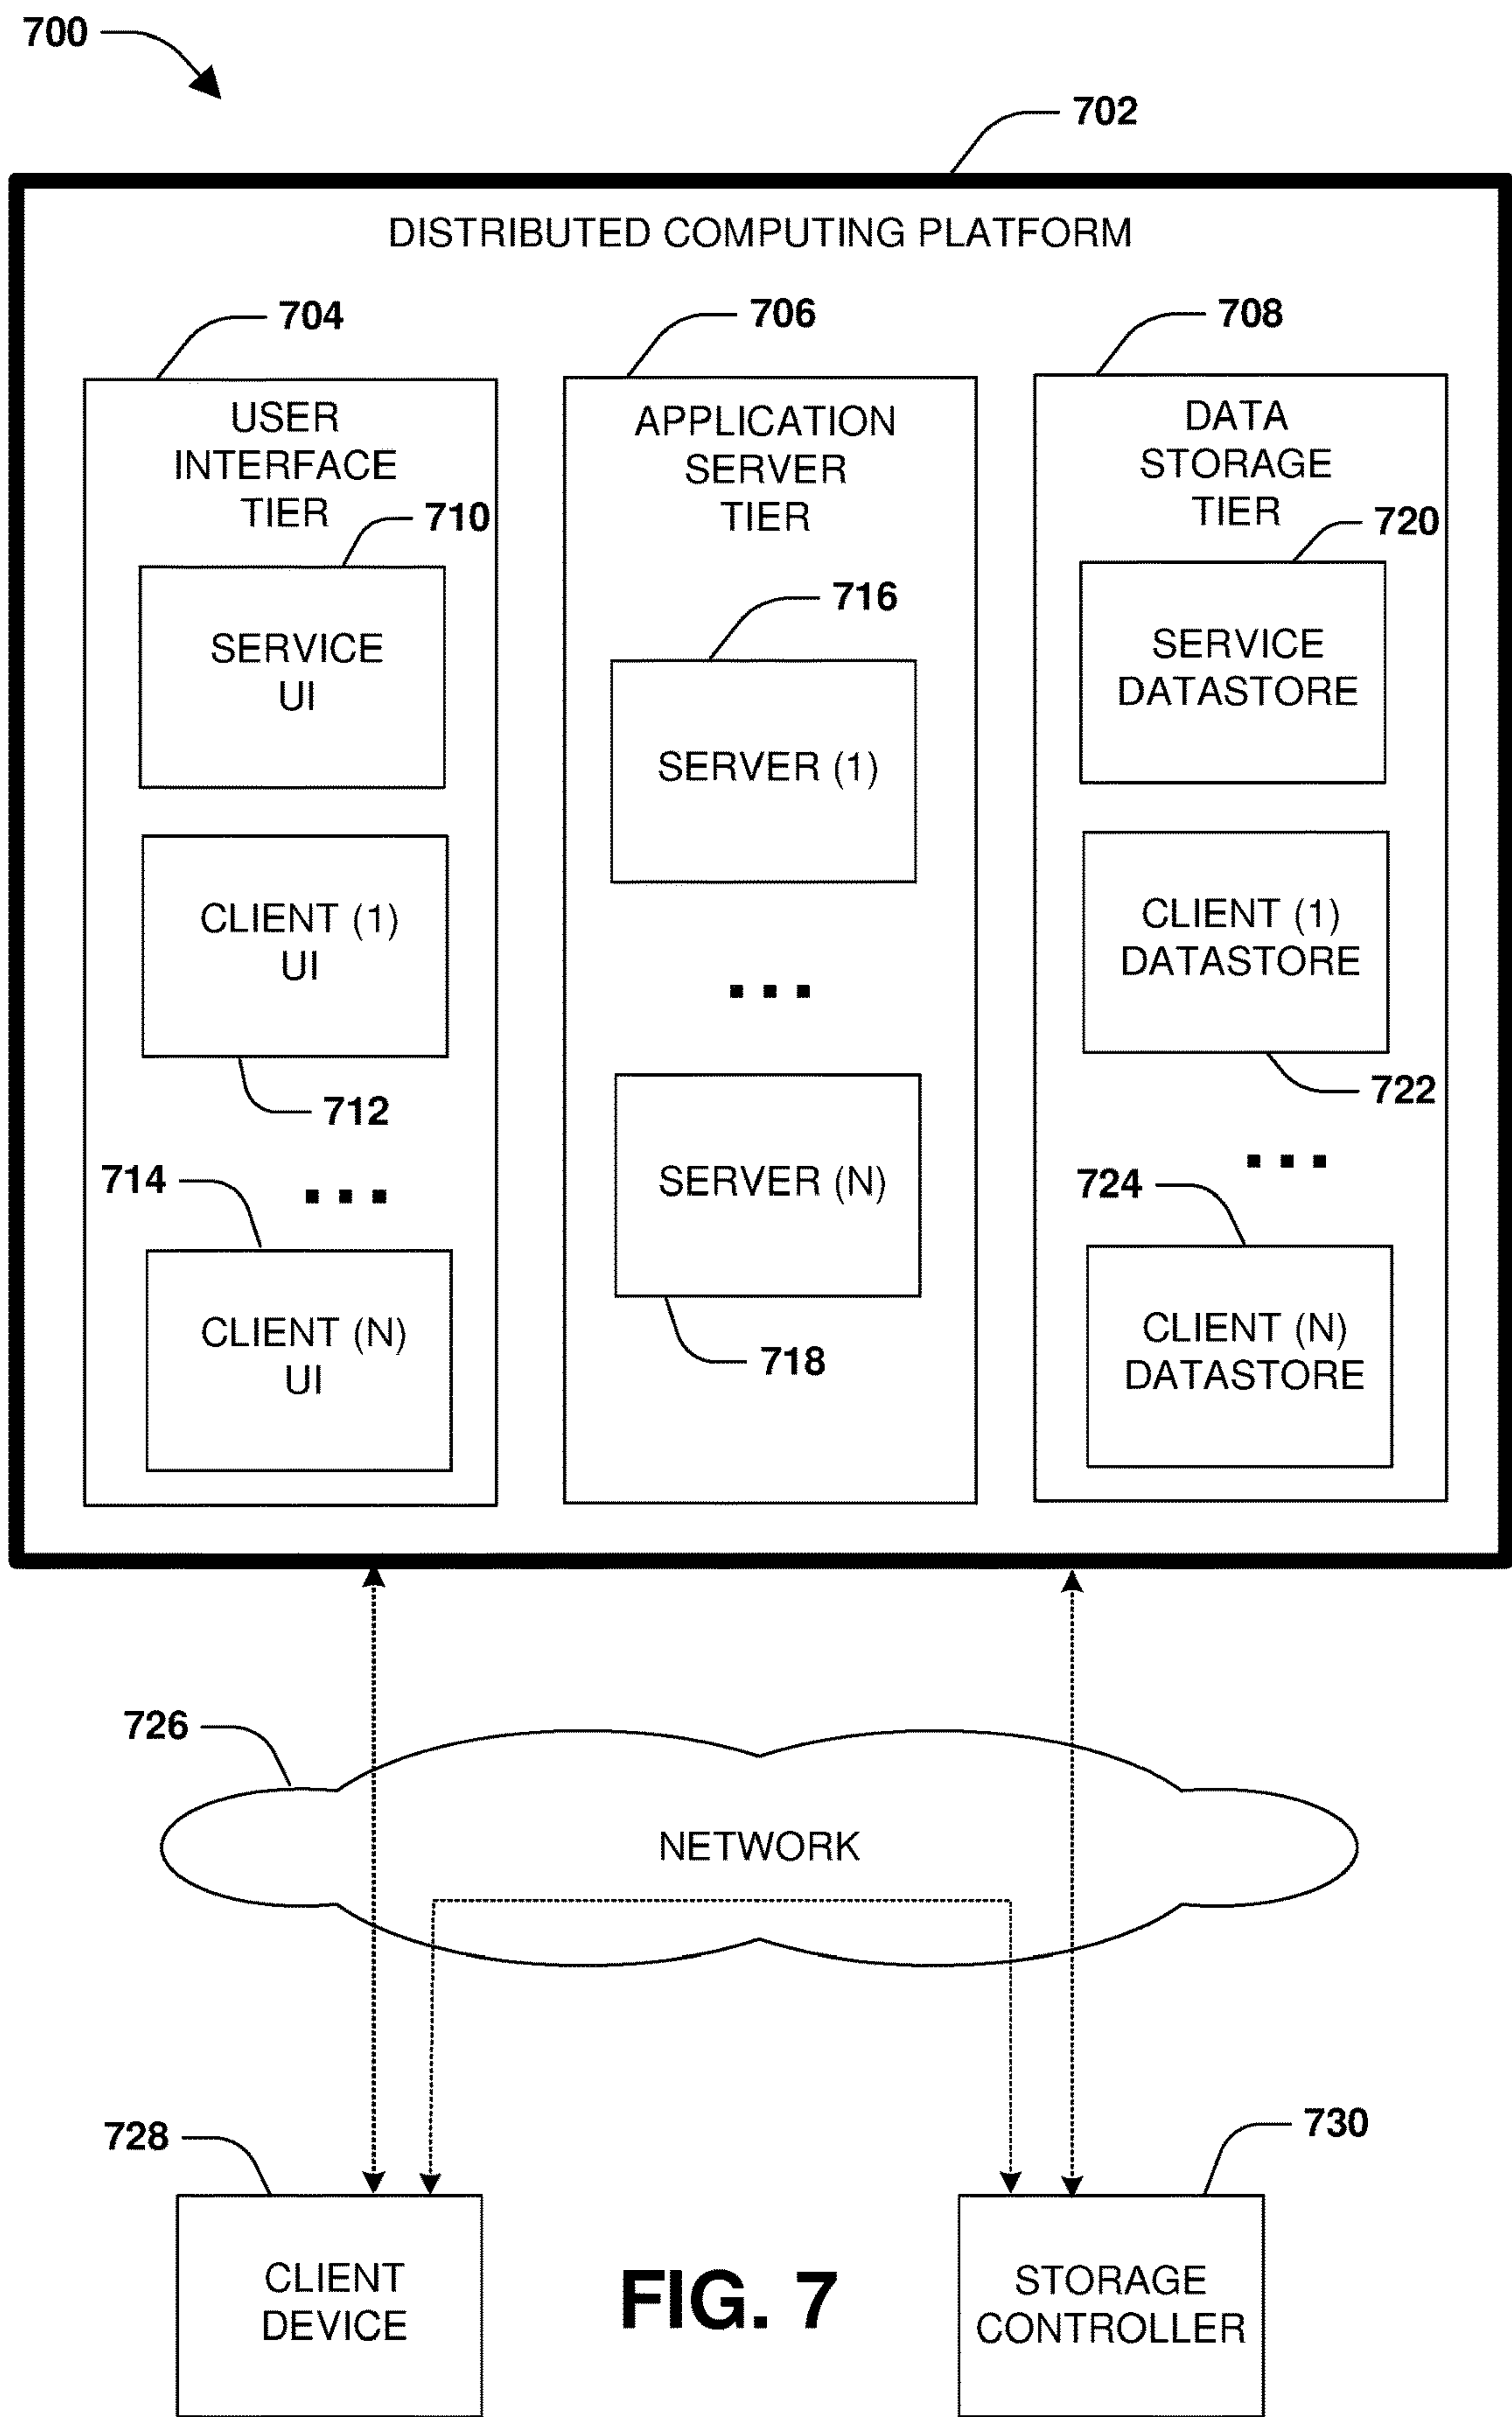 700
702
DISTRIBUTED COMPUTING PLATFORM
704
USER
INTERFACE
TIER
710
SERVICE
UI
CLIENT (1)
UI
712
714
...
CLIENT (N)
UI
706
APPLICATION
SERVER
TIER
716
SERVER (1)
...
SERVER (N)
718
708
DATA
STORAGE
TIER
720
SERVICE
DATASTORE
CLIENT (1)
DATASTORE
722
...
724
CLIENT (N)
DATASTORE
726
NETWORK
728
CLIENT
DEVICE
FIG. 7
730
STORAGE
CONTROLLER